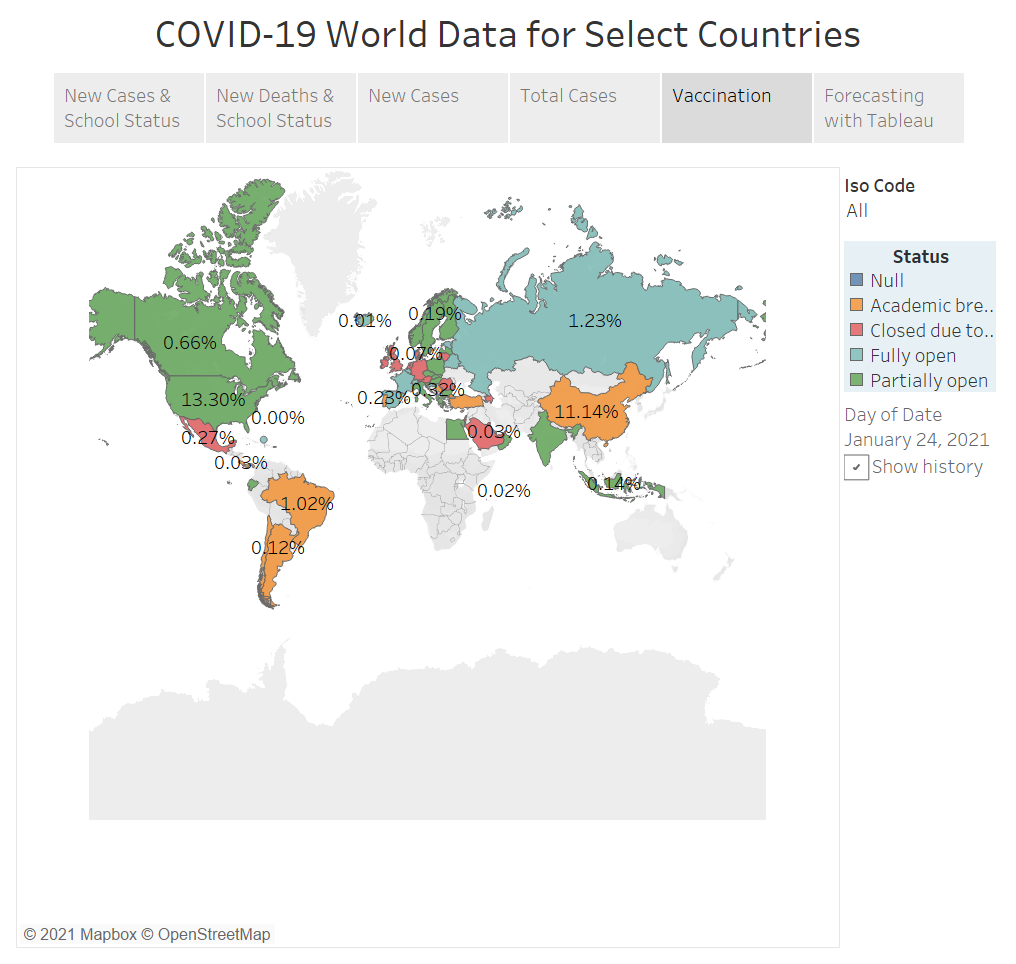 COVID-19 World Data for Select Countries
New Cases &
School Status
New Deaths &
School Status
New Cases
Total Cases
Vaccination
Forecasting
with Tableau
Iso Code
All
Status
Null
Academic bre..
Closed due to..
Fully open
Partially open
Day of Date
January 24, 2021
✓ Show history
0.01%
0.19%
1.23%
0.66%
0.07%
0.32%
0.23%
13.30%
11.14%
0.00%
0.27%
0.03%
0.03%
0.14%
0.02%
1.02%
0.12%
© 2021 Mapbox © OpenStreetMap